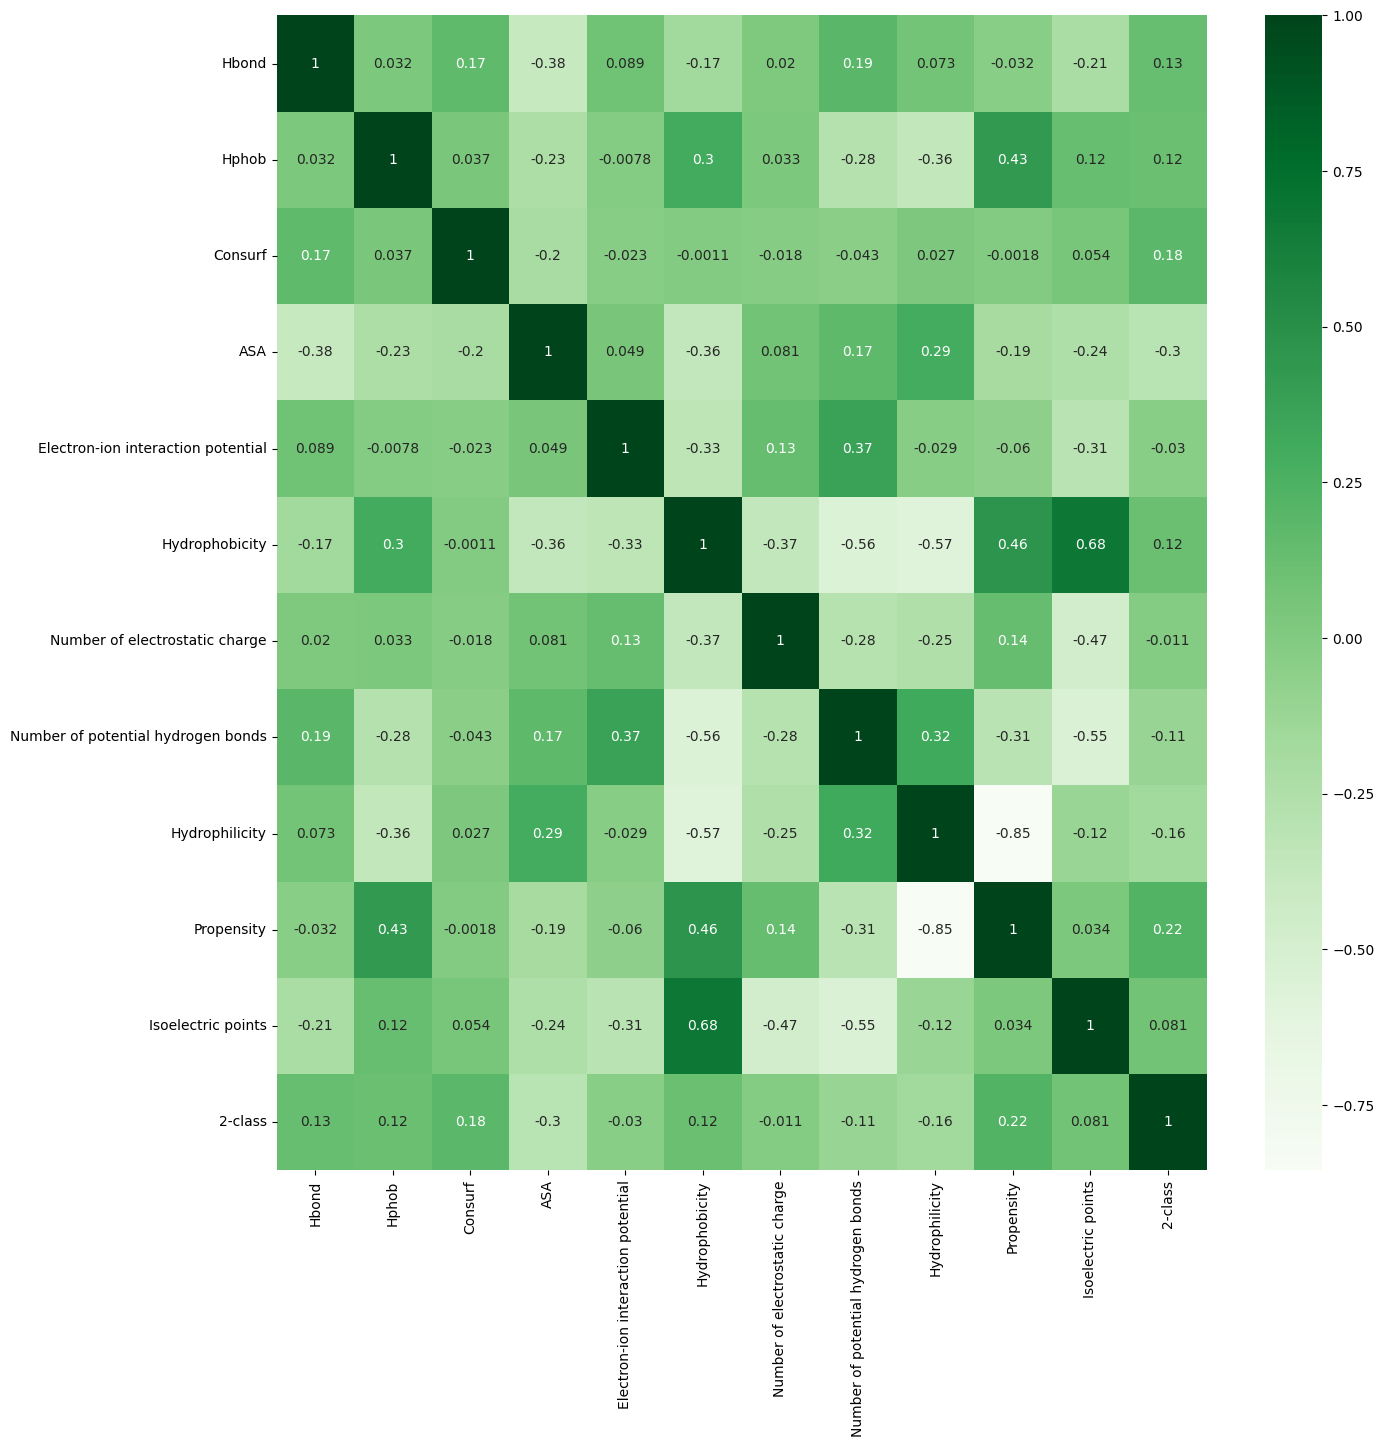 Hbond 1 0.032 0.17 -0.38 0.089 -0.17 0.02 0.19 0.073 -0.032 -0.21 0.13
Hphob 0.032 1 0.037 -0.23 -0.0078 0.3 0.033 -0.28 -0.36 0.43 0.12 0.12
Consurf 0.17 0.037 1 -0.2 -0.023 -0.0011 -0.018 -0.043 0.027 -0.0018 0.054 0.18
ASA -0.38 -0.23 -0.2 1 0.049 -0.36 0.081 0.17 0.29 -0.19 -0.24 -0.3
Electron-ion interaction potential 0.089 -0.0078 -0.023 0.049 1 -0.33 0.13 0.37 -0.029 -0.06 -0.31 -0.03
Hydrophobicity -0.17 0.3 -0.0011 -0.36 -0.33 1 -0.37 -0.56 -0.57 0.46 0.68 0.12
Number of electrostatic charge 0.02 0.033 -0.018 0.081 0.13 -0.37 1 -0.28 -0.25 0.14 -0.47 -0.011
Number of potential hydrogen bonds 0.19 -0.28 -0.043 0.17 0.37 -0.56 -0.28 1 0.32 -0.31 -0.55 -0.11
Hydrophilicity 0.073 -0.36 0.027 0.29 -0.029 -0.57 -0.25 0.32 1 -0.85 -0.12 -0.16
Propensity -0.032 0.43 -0.0018 -0.19 -0.06 0.46 0.14 -0.31 -0.85 1 0.034 0.22
Isoelectric points -0.21 0.12 0.054 -0.24 -0.31 0.68 -0.47 -0.55 -0.12 0.034 1 0.081
2-class 0.13 0.12 0.18 -0.3 -0.03 0.12 -0.011 -0.11 -0.16 0.22 0.081 1
Hbond
Hphob
Consurf
ASA
Electron-ion interaction potential
Hydrophobicity
Number of electrostatic charge
Number of potential hydrogen bonds
Hydrophilicity
Propensity
Isoelectric points
2-class
1.00
0.75
0.50
0.25
0.00
−0.25
−0.50
−0.75